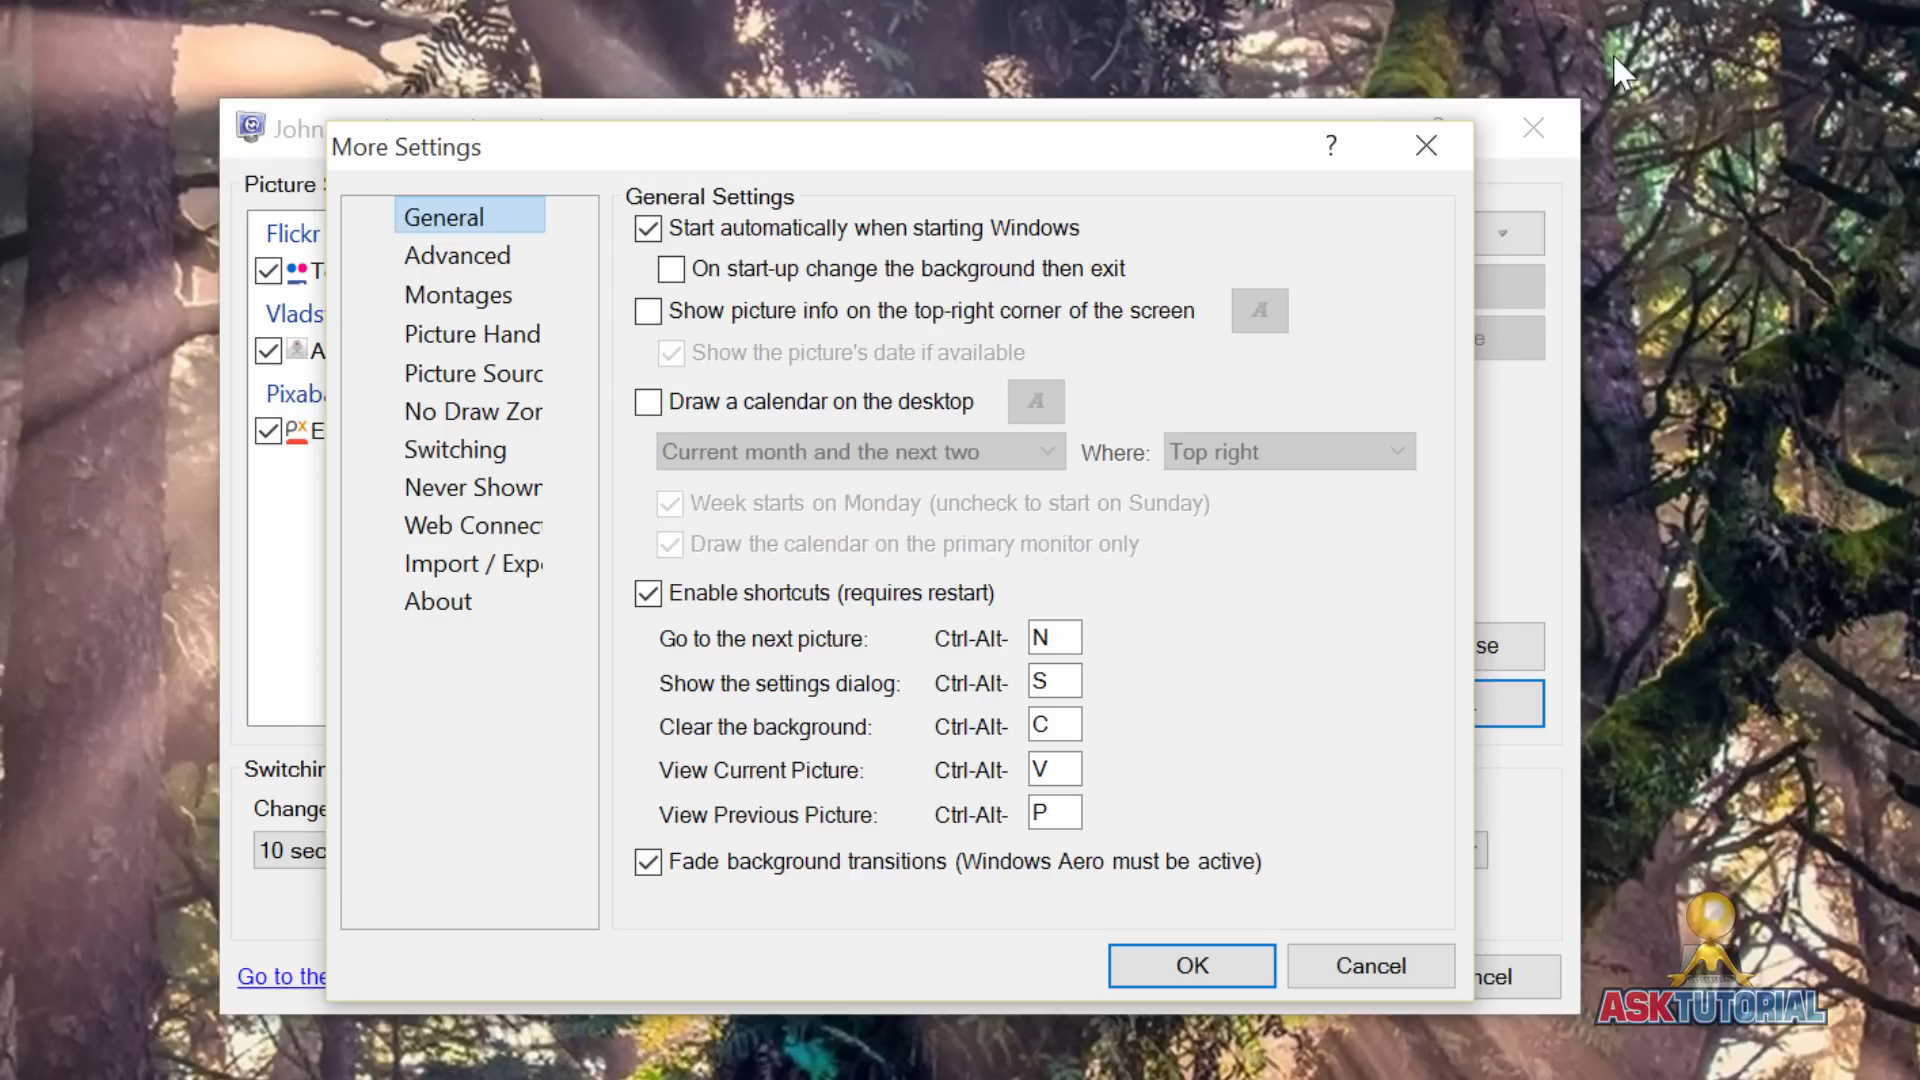 John
More Settings
?
Picture
Flickr
Vlads
A
Pixab
px E
Switchin
Change
10 sec
Go to the
General
Advanced
Montages
Picture Hand
Picture Sourc
No Draw Zor
Switching
Never Shown
Web Connect
Import / Exp
About
General Settings
Start automatically when starting Windows
On start-up change the background then exit
Show picture info on the top-right corner of the screen
A
Show the picture's date if available
Draw a calendar on the desktop
A
Current month and the next two
Where:
Top right
Week starts on Monday (uncheck to start on Sunday)
Draw the calendar on the primary monitor only
Enable shortcuts (requires restart)
Go to the next picture: Ctrl-Alt- N
Show the settings dialog: Ctrl-Alt- S
Clear the background: Ctrl-Alt- C
View Current Picture: Ctrl-Alt- V
View Previous Picture: Ctrl-Alt- P
Fade background transitions (Windows Aero must be active)
OK
Cancel
e
se
ncel
ASKTUTORIAL